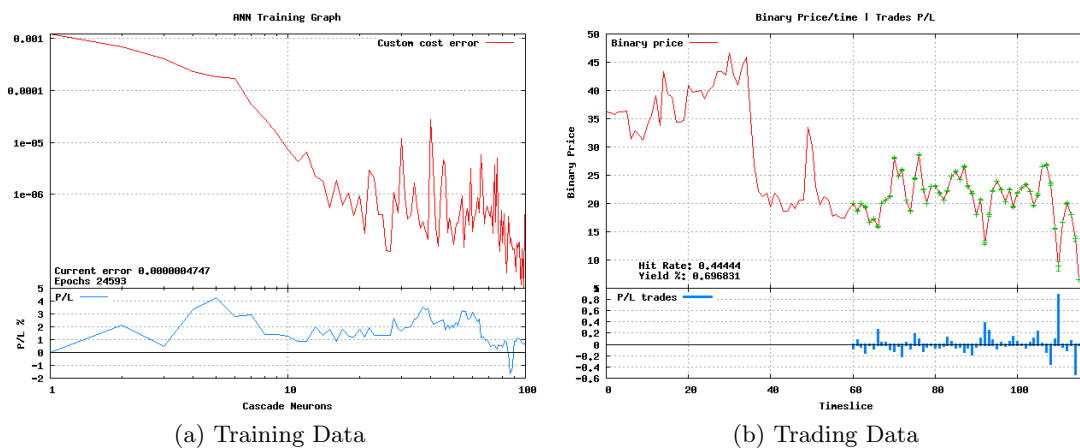 ANN Training Graph
0.001
0.0001
1e-05
1e-06
Custom cost error
Current error 0.0000004747
Epochs 24593
5
4
3
2
1
0
-1
-2
P/L
P/L %
1
10
100
Cascade Neurons
(a) Training Data
Binary Price/time | Trades P/L
50
45
40
35
30
25
20
15
10
5
Binary price
Binary Price
Hit Rate: 0.44444
Yield %: 0.696831
0.8
0.6
0.4
0.2
0
-0.2
-0.4
-0.6
P/L trades
0
20
40
60
80
100
Timeslice
(b) Trading Data